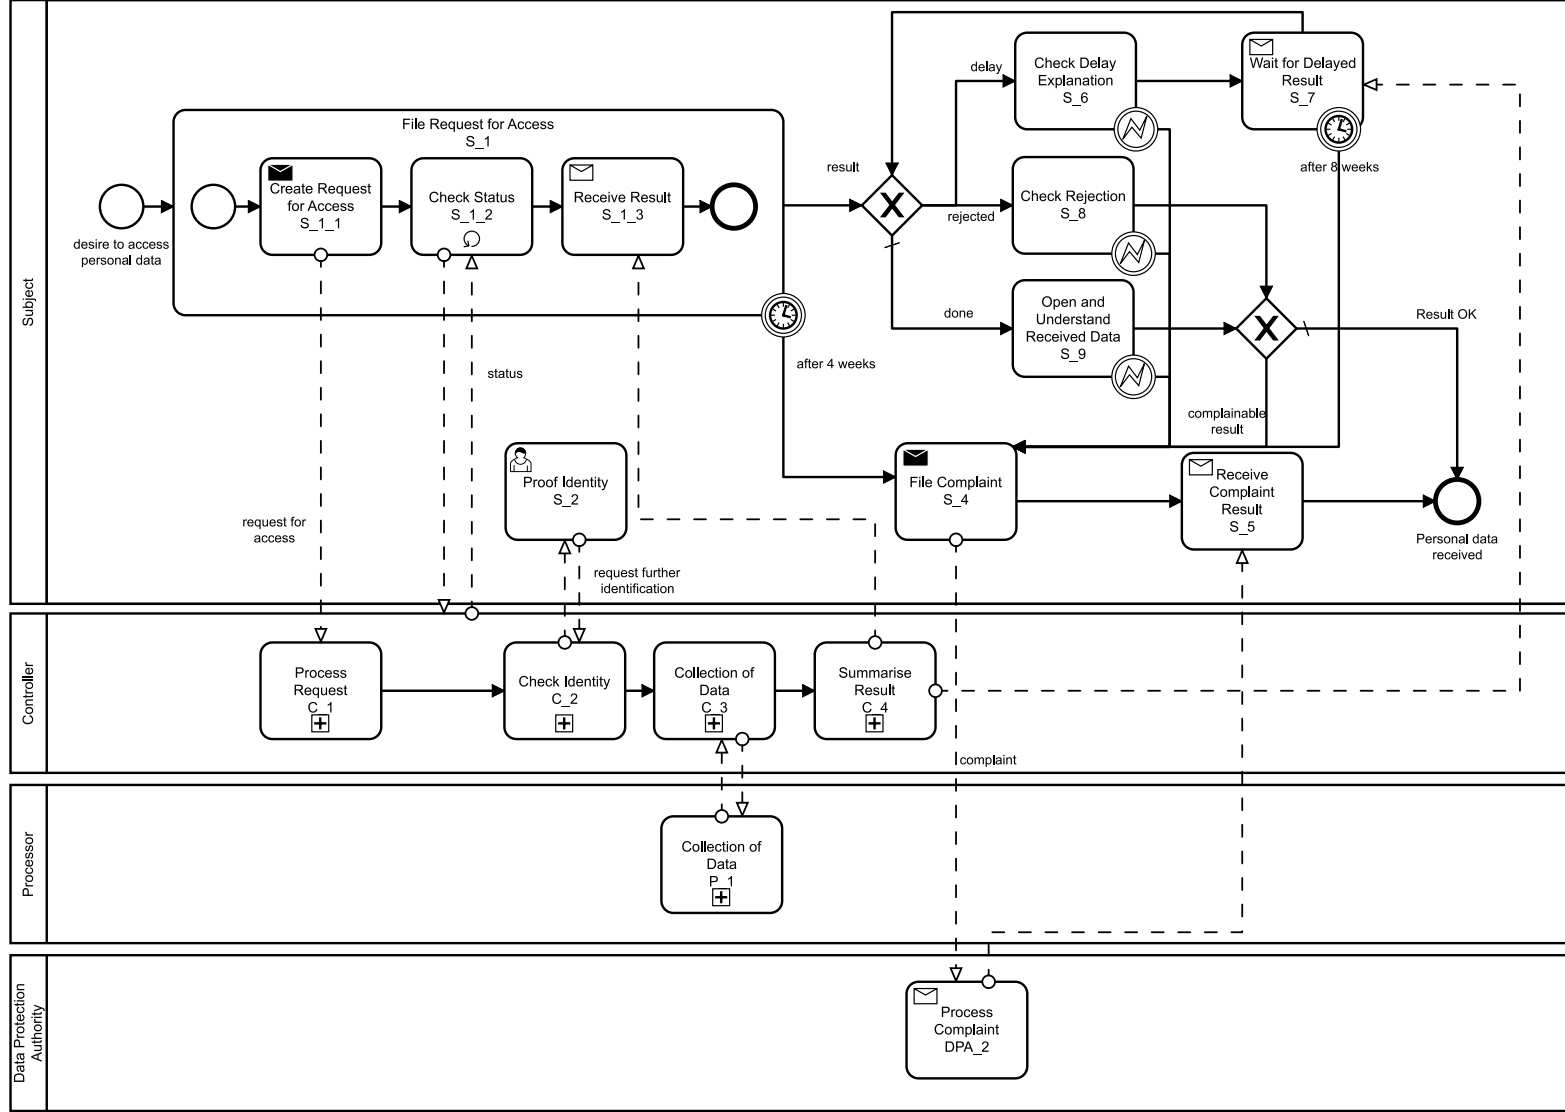 Subject
desire to access
personal data
File Request for Access
S_1
Create Request
for Access
S_1_1
Check Status
S_1_2
Receive Result
S_1_3
result
X
delay
Check Delay
Explanation
S_6
Wait for Delayed
Result
S_7
after 8 weeks
rejected
Check Rejection
S_8
done
Open and
Understand
Received Data
S_9
X
Result OK
complainable
result
after 4 weeks
status
Proof Identity
S_2
request for
access
request further
identification
File Complaint
S_4
Receive
Complaint
Result
S_5
Personal data
received
Controller
Process
Request
C_1
Check Identity
C_2
Collection of
Data
C_3
Summarise
Result
C_4
complaint
Processor
Collection of
Data
P_1
Data Protection
Authority
Process
Complaint
DPA_2